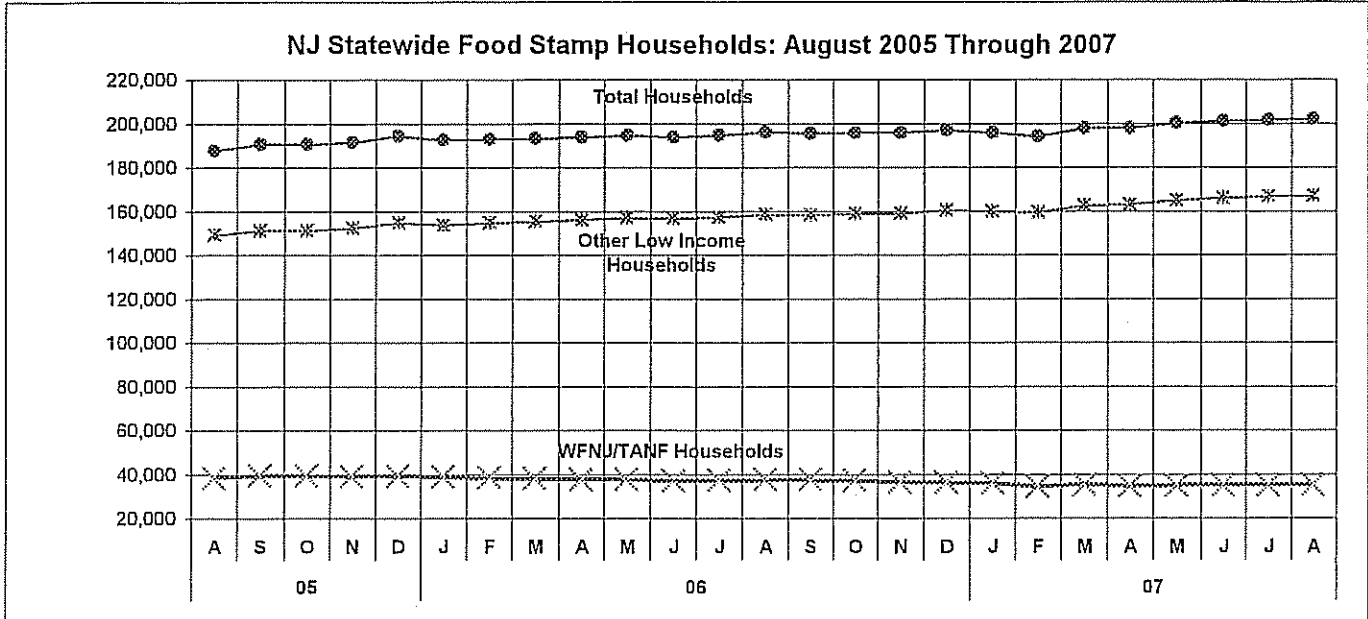 NJ Statewide Food Stamp Households: August 2005 Through 2007
220,000
200,000
180,000
160,000
140,000
120,000
100,000
80,000
60,000
40,000
20,000
Total Households
Other Low Income
Households
WFNJ/TANF Households
A S O N D J F M A M J J A S O N D J F M A M J J A
05 06 07